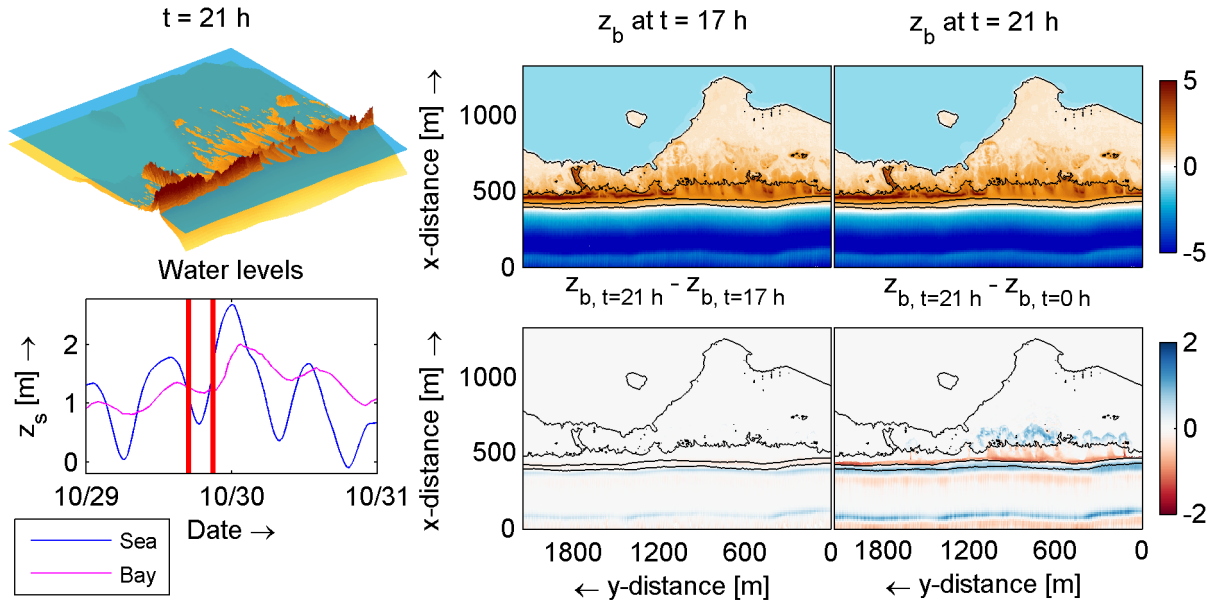 t = 21 h
z_b at t = 17 h
z_b at t = 21 h
x-distance [m] →
1000
500
0
5
0
-5
Water levels
z_s [m] →
2
1
0
10/29
10/30
10/31
Date →
Sea
Bay
z_b, t=21 h - z_b, t=17 h
z_b, t=21 h - z_b, t=0 h
x-distance [m] →
1000
500
0
1800
1200
600
0
1800
1200
600
0
← y-distance [m]
← y-distance [m]
2
1
0
-1
-2